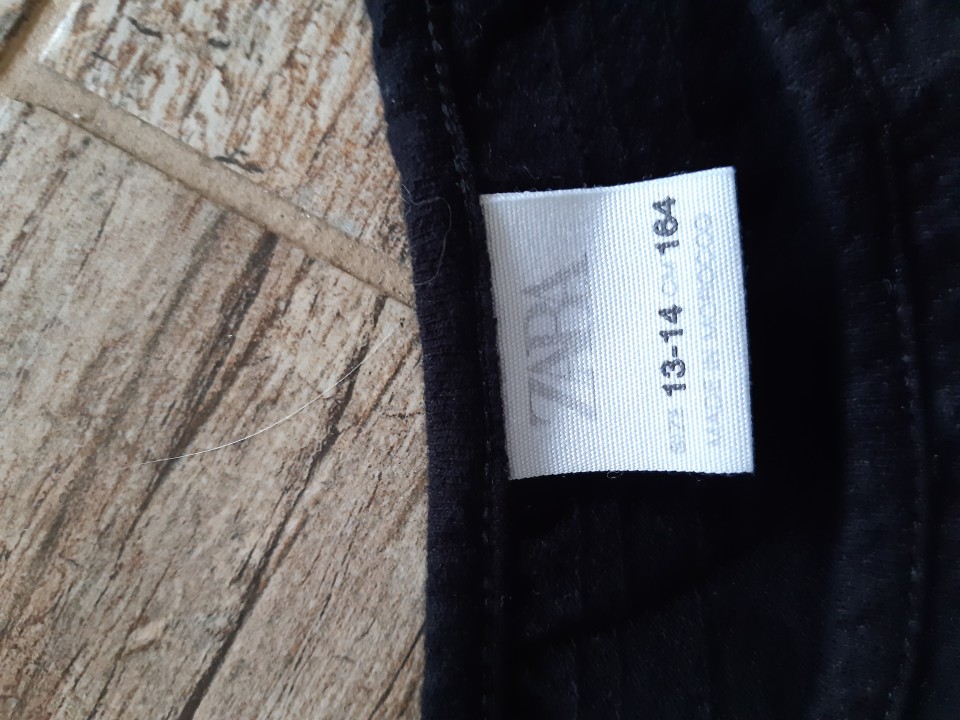 ZARA
SIZE 13-14 CM 164
MADE IN MOROCCO